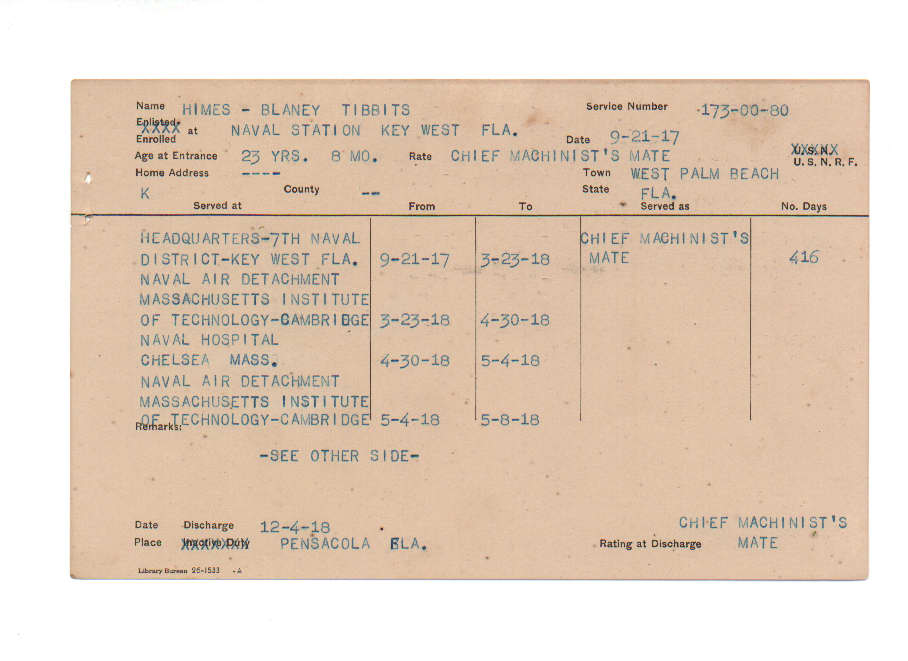 Name HIMES - BLANEY TIBBITS Service Number 173-00-80
Enlisted
XXXX at NAVAL STATION KEY WEST FLA. Date 9-21-17
Enrolled
Age at Entrance 23 YRS. 8 MO. Rate CHIEF MACHINIST'S MATE U.S.N. XXXXX
U. S. N. R. F.
Home Address ---- Town WEST PALM BEACH
K County -- State FLA.
Served at From To Served as No. Days
HEADQUARTERS-7TH NAVAL CHIEF MACHINIST'S
DISTRICT-KEY WEST FLA. 9-21-17 3-23-18 MATE 416
NAVAL AIR DETACHMENT
MASSACHUSETTS INSTITUTE
OF TECHNOLOGY-CAMBRIDGE 3-23-18 4-30-18
NAVAL HOSPITAL
CHELSEA MASS. 4-30-18 5-4-18
NAVAL AIR DETACHMENT
MASSACHUSETTS INSTITUTE
OF TECHNOLOGY-CAMBRIDGE 5-4-18 5-8-18
Remarks:
-SEE OTHER SIDE-
Date Discharge 12-4-18 CHIEF MACHINIST'S
Place Inactive Duty XXXXXXXX PENSACOLA FLA. Rating at Discharge MATE
Library Bureau 26-1533 -A